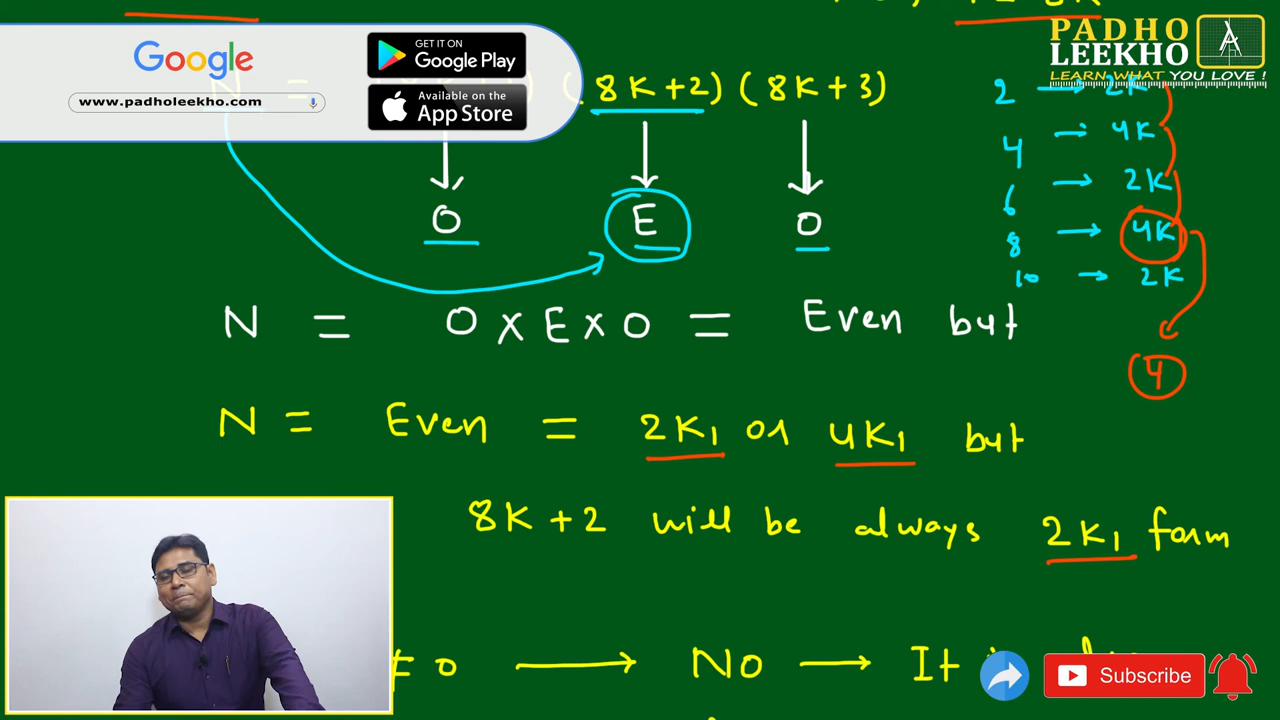 Google
www.padholeekho.com
GET IT ON
Google Play
Available on the
App Store
PADHO
LEEKHO
LEARN WHAT YOU LOVE !
(8K+2) (8K+3)
O E O
2 → 2K
4 → 4K
6 → 2K
8 → 4K
10 → 2K
4
N = O x E x O = Even but
N = Even = 2K1 or 4K1 but
8K+2 will be always 2K1 form
≠ 0 → NO → It
Subscribe